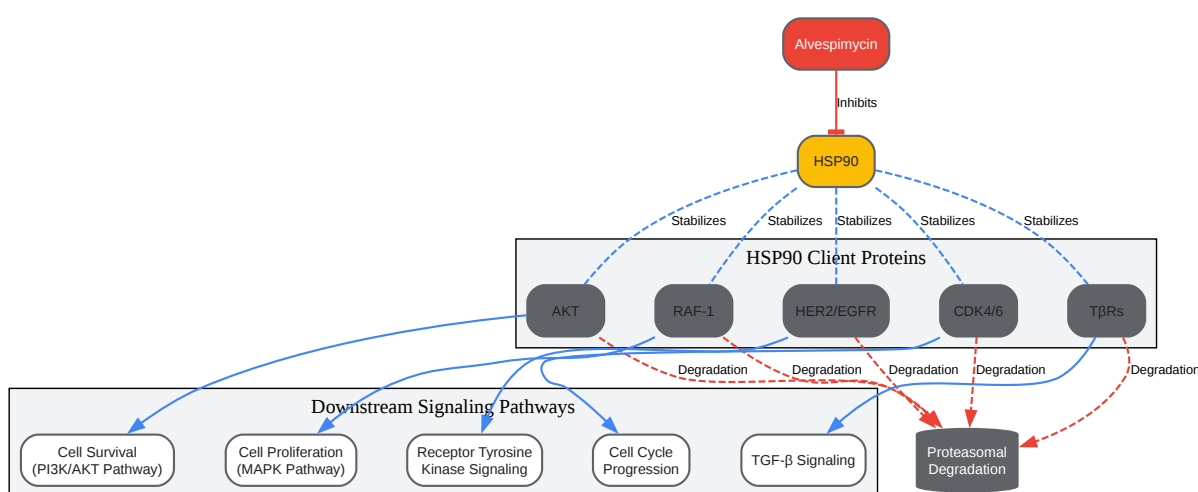 Alvespimycin
Inhibits
HSP90
Stabilizes Stabilizes Stabilizes Stabilizes Stabilizes
HSP90 Client Proteins
AKT RAF-1 HER2/EGFR CDK4/6 TβRs
Degradation Degradation Degradation Degradation Degradation
Downstream Signaling Pathways
Cell Survival
(PI3K/AKT Pathway)
Cell Proliferation
(MAPK Pathway)
Receptor Tyrosine
Kinase Signaling
Cell Cycle
Progression
TGF-β Signaling
Proteasomal
Degradation